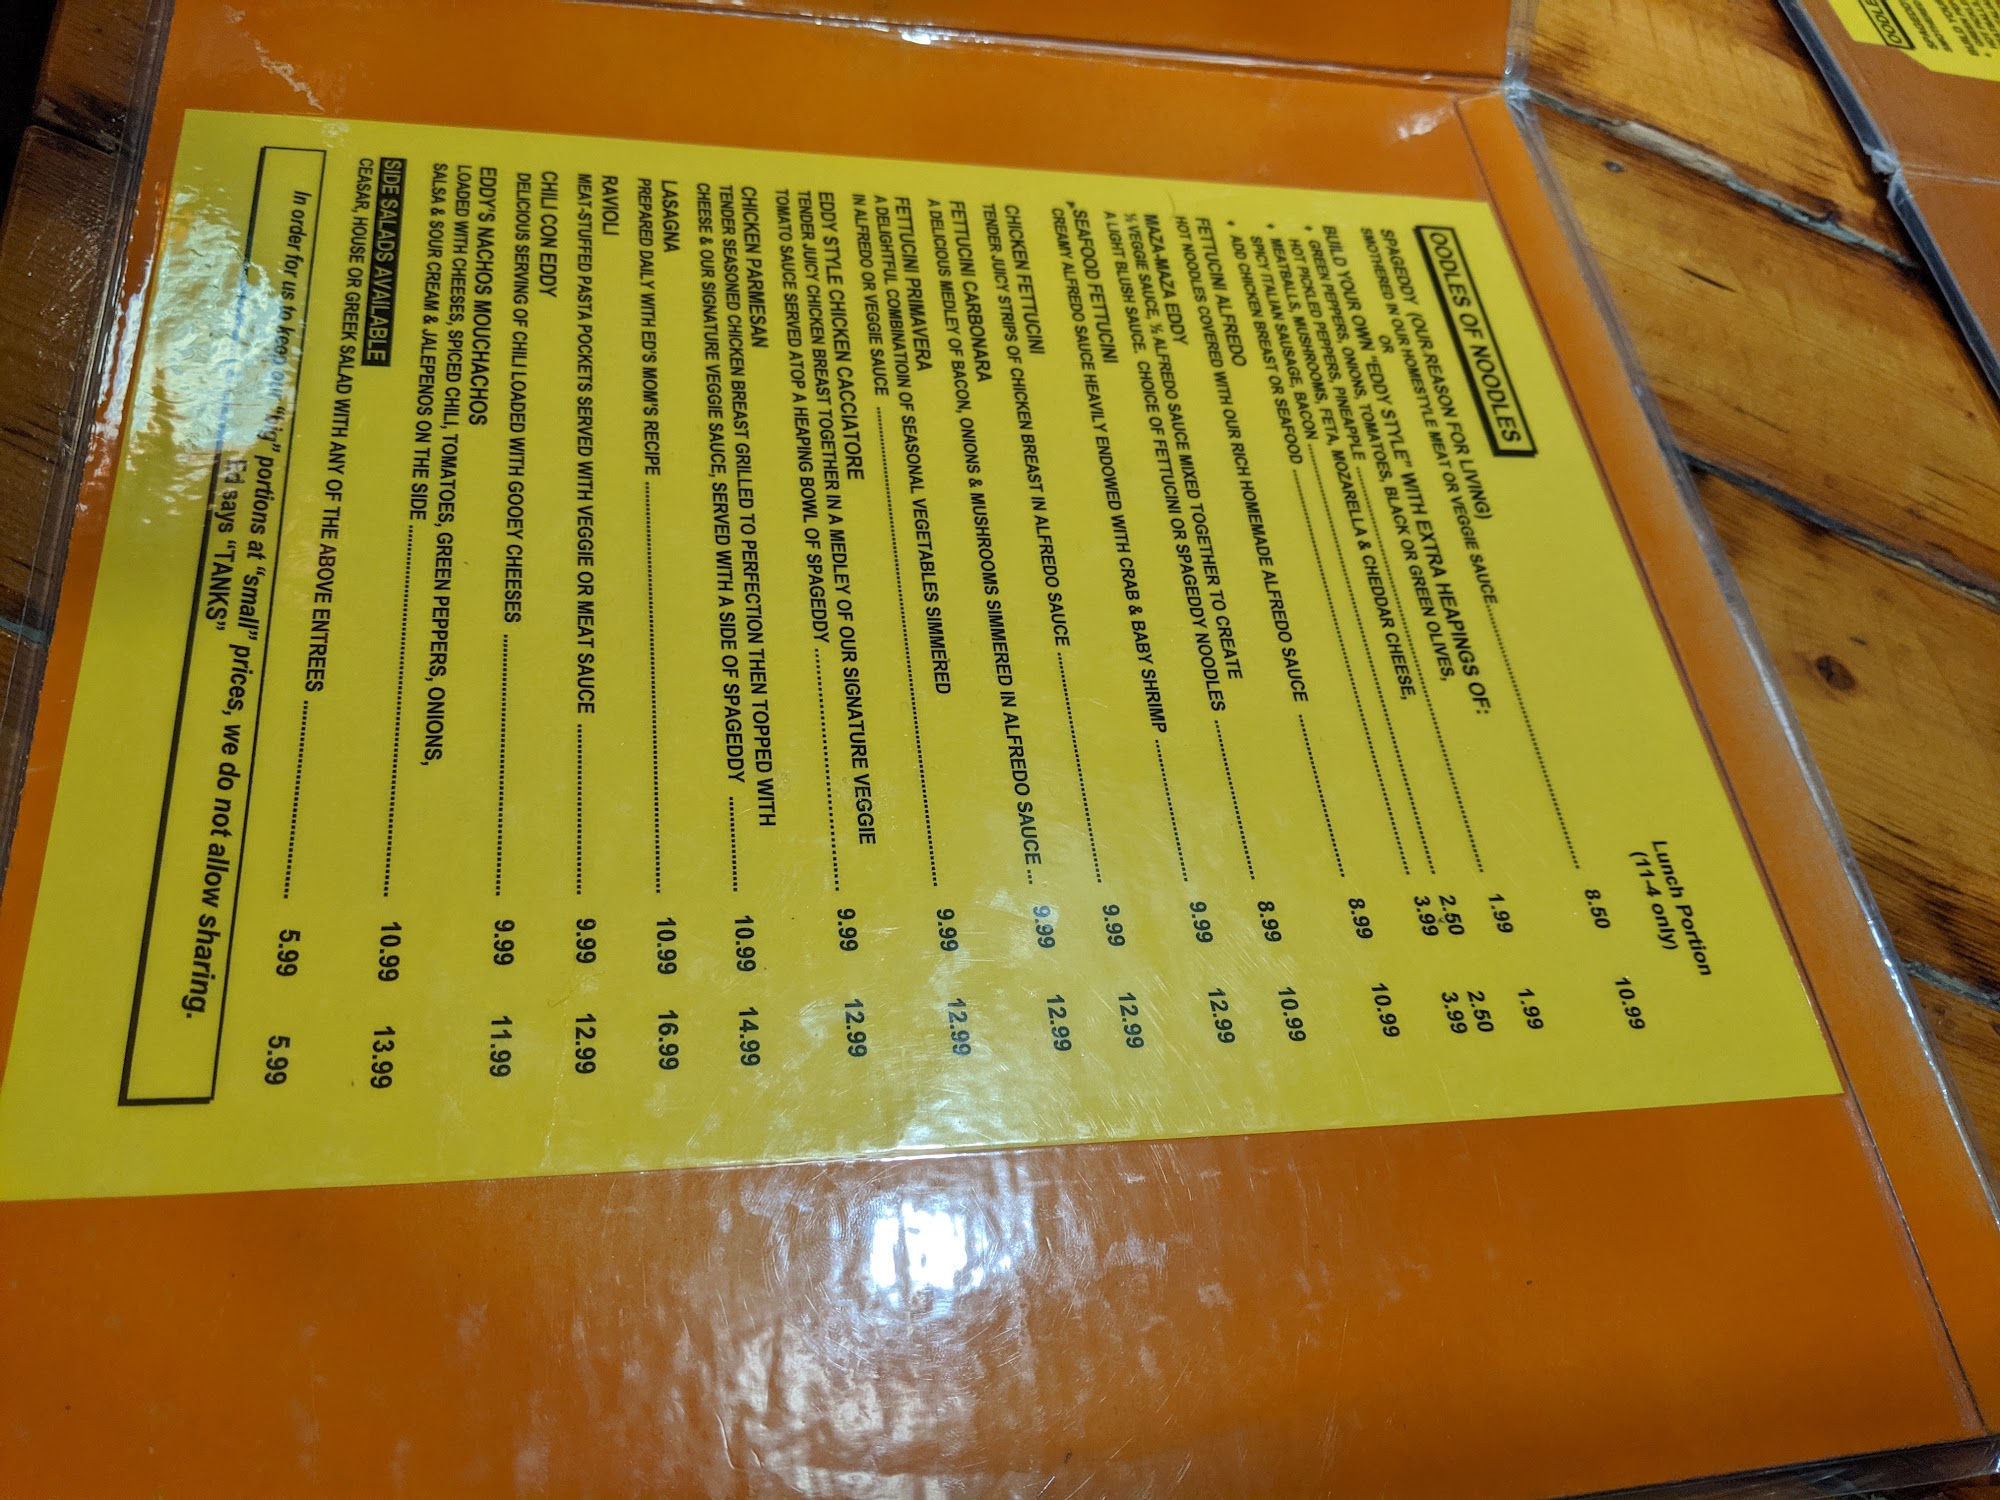 OODLES OF NOODLES
Lunch Portion
(11-4 only)
SPAGEDDY (OUR REASON FOR LIVING)
SMOTHERED IN OUR HOMESTYLE MEAT OR VEGGIE SAUCE 8.50 10.99
OR
BUILD YOUR OWN "EDDY STYLE" WITH EXTRA HEAPINGS OF:
• GREEN PEPPERS, ONIONS, TOMATOES, BLACK OR GREEN OLIVES,
HOT PICKLED PEPPERS, PINEAPPLE 1.99 1.99
• MEATBALLS, MUSHROOMS, FETA, MOZARELLA & CHEDDAR CHEESE,
SPICY ITALIAN SAUSAGE, BACON 2.50 2.50
• ADD CHICKEN BREAST OR SEAFOOD 3.99 3.99
FETTUCINI ALFREDO
HOT NOODLES COVERED WITH OUR RICH HOMEMADE ALFREDO SAUCE 8.99 10.99
MAZA-MAZA EDDY
½ VEGGIE SAUCE, ½ ALFREDO SAUCE MIXED TOGETHER TO CREATE
A LIGHT BLUSH SAUCE. CHOICE OF FETTUCINI OR SPAGEDDY NOODLES 8.99 10.99
SEAFOOD FETTUCINI
CREAMY ALFREDO SAUCE HEAVILY ENDOWED WITH CRAB & BABY SHRIMP 9.99 12.99
CHICKEN FETTUCINI
TENDER JUICY STRIPS OF CHICKEN BREAST IN ALFREDO SAUCE 9.99 12.99
FETTUCINI CARBONARA
A DELICIOUS MEDLEY OF BACON, ONIONS & MUSHROOMS SIMMERED IN ALFREDO SAUCE ... 9.99 12.99
FETTUCINI PRIMAVERA
A DELIGHTFUL COMBINATIOIN OF SEASONAL VEGETABLES SIMMERED
IN ALFREDO OR VEGGIE SAUCE 9.99 12.99
EDDY STYLE CHICKEN CACCIATORE
TENDER JUICY CHICKEN BREAST TOGETHER IN A MEDLEY OF OUR SIGNATURE VEGGIE
TOMATO SAUCE SERVED ATOP A HEAPING BOWL OF SPAGEDDY 9.99 12.99
CHICKEN PARMESAN
TENDER SEASONED CHICKEN BREAST GRILLED TO PERFECTION THEN TOPPED WITH
CHEESE & OUR SIGNATURE VEGGIE SAUCE, SERVED WITH A SIDE OF SPAGEDDY 10.99 14.99
LASAGNA
PREPARED DAILY WITH ED'S MOM'S RECIPE 10.99 16.99
RAVIOLI
MEAT-STUFFED PASTA POCKETS SERVED WITH VEGGIE OR MEAT SAUCE 9.99 12.99
CHILI CON EDDY
DELICIOUS SERVING OF CHILI LOADED WITH GOOEY CHEESES 9.99 11.99
EDDY'S NACHOS MOUCHACHOS
LOADED WITH CHEESES, SPICED CHILI, TOMATOES, GREEN PEPPERS, ONIONS,
SALSA & SOUR CREAM & JALEPENOS ON THE SIDE 10.99 13.99
SIDE SALADS AVAILABLE
CEASAR, HOUSE OR GREEK SALAD WITH ANY OF THE ABOVE ENTREES 5.99 5.99
In order for us to keep our "big" portions at "small" prices, we do not allow sharing.
Ed says "TANKS"
OODLE